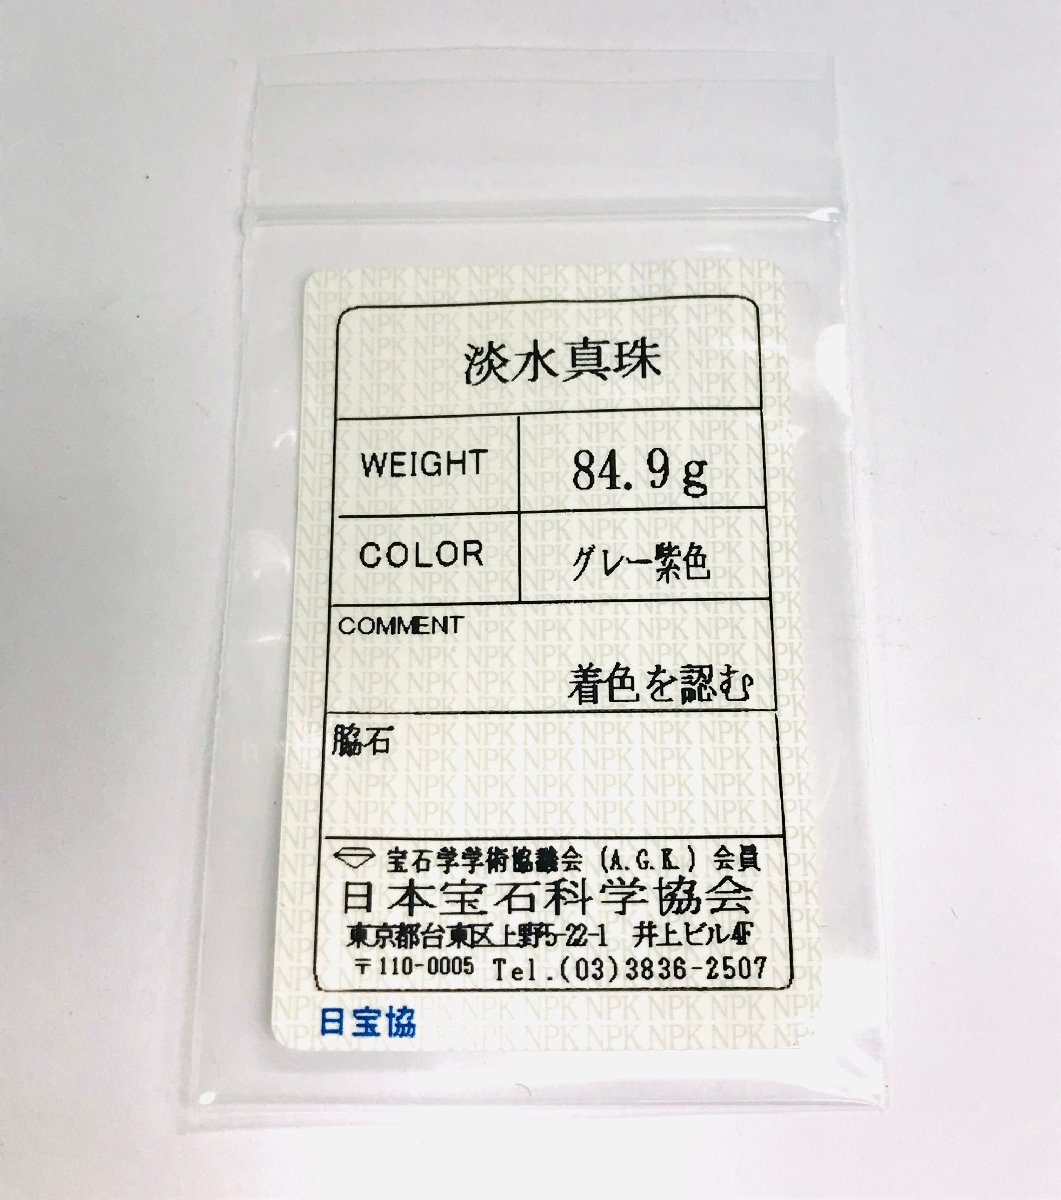 淡水真珠
WEIGHT 84.9g
COLOR グレー紫色
COMMENT
着色を認む
脇石
宝石学学術協議会 (A.G.K.) 会員
日本宝石科学協会
東京都台東区上野5-22-1 井上ビル4F
〒110-0005 Tel.(03)3836-2507
日宝協